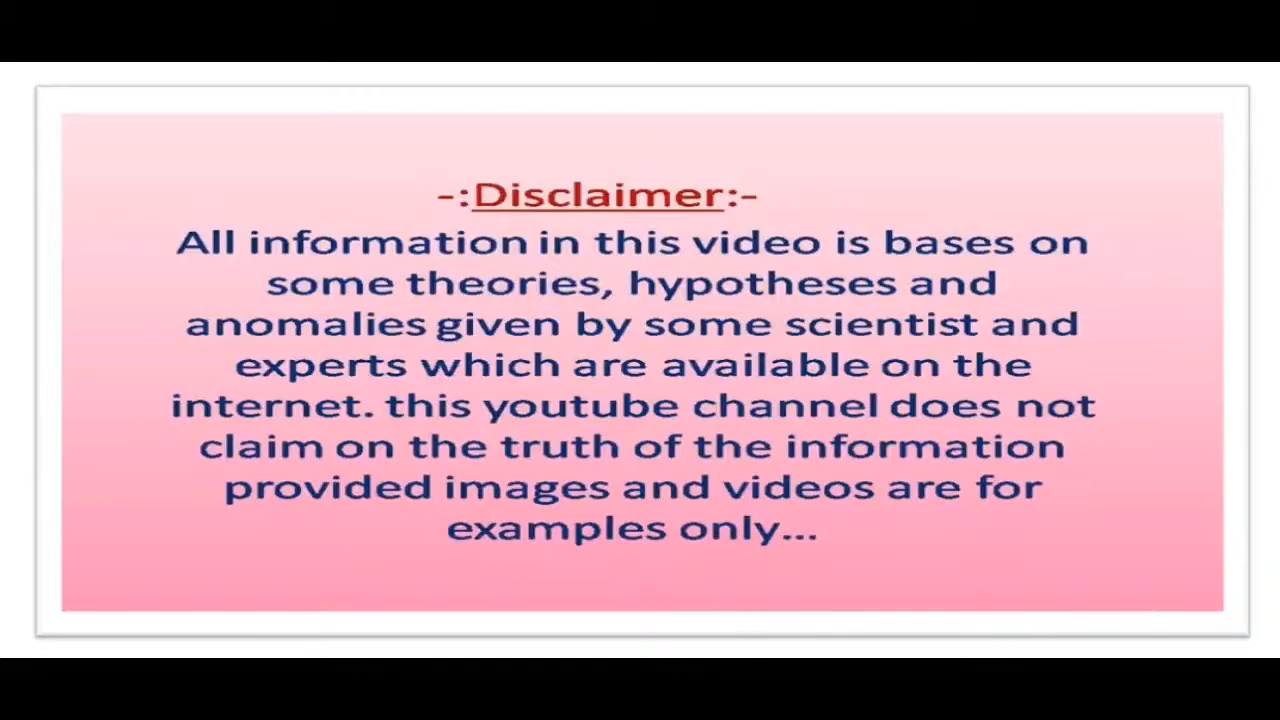 -:Disclaimer:-
All information in this video is bases on
some theories, hypotheses and
anomalies given by some scientist and
experts which are available on the
internet. this youtube channel does not
claim on the truth of the information
provided images and videos are for
examples only...